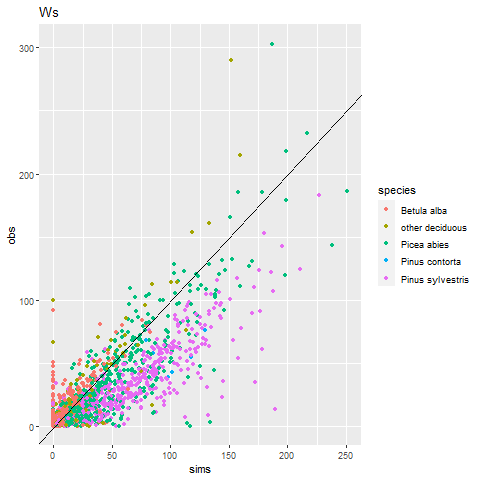 Ws
300
200
100
0
obs
0
50
100
150
200
250
sims
species
Betula alba
other deciduous
Picea abies
Pinus contorta
Pinus sylvestris